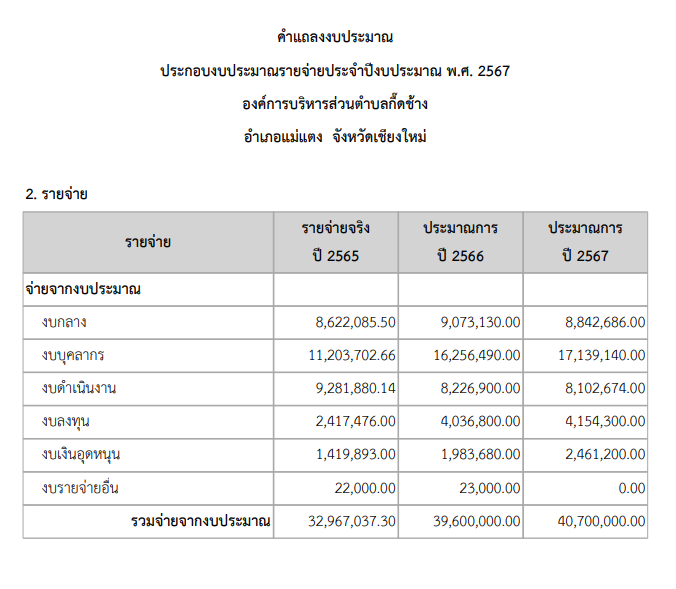 คำแถลงงบประมาณ
ประกอบงบประมาณรายจ่ายประจำปีงบประมาณ พ.ศ. 2567
องค์การบริหารส่วนตำบลกื้ดช้าง
อำเภอแม่แตง จังหวัดเชียงใหม่
2. รายจ่าย
รายจ่าย รายจ่ายจริง ปี 2565 ประมาณการ ปี 2566 ประมาณการ ปี 2567
จ่ายจากงบประมาณ
งบกลาง 8,622,085.50 9,073,130.00 8,842,686.00
งบบุคลากร 11,203,702.66 16,256,490.00 17,139,140.00
งบดำเนินงาน 9,281,880.14 8,226,900.00 8,102,674.00
งบลงทุน 2,417,476.00 4,036,800.00 4,154,300.00
งบเงินอุดหนุน 1,419,893.00 1,983,680.00 2,461,200.00
งบรายจ่ายอื่น 22,000.00 23,000.00 0.00
รวมจ่ายจากงบประมาณ 32,967,037.30 39,600,000.00 40,700,000.00